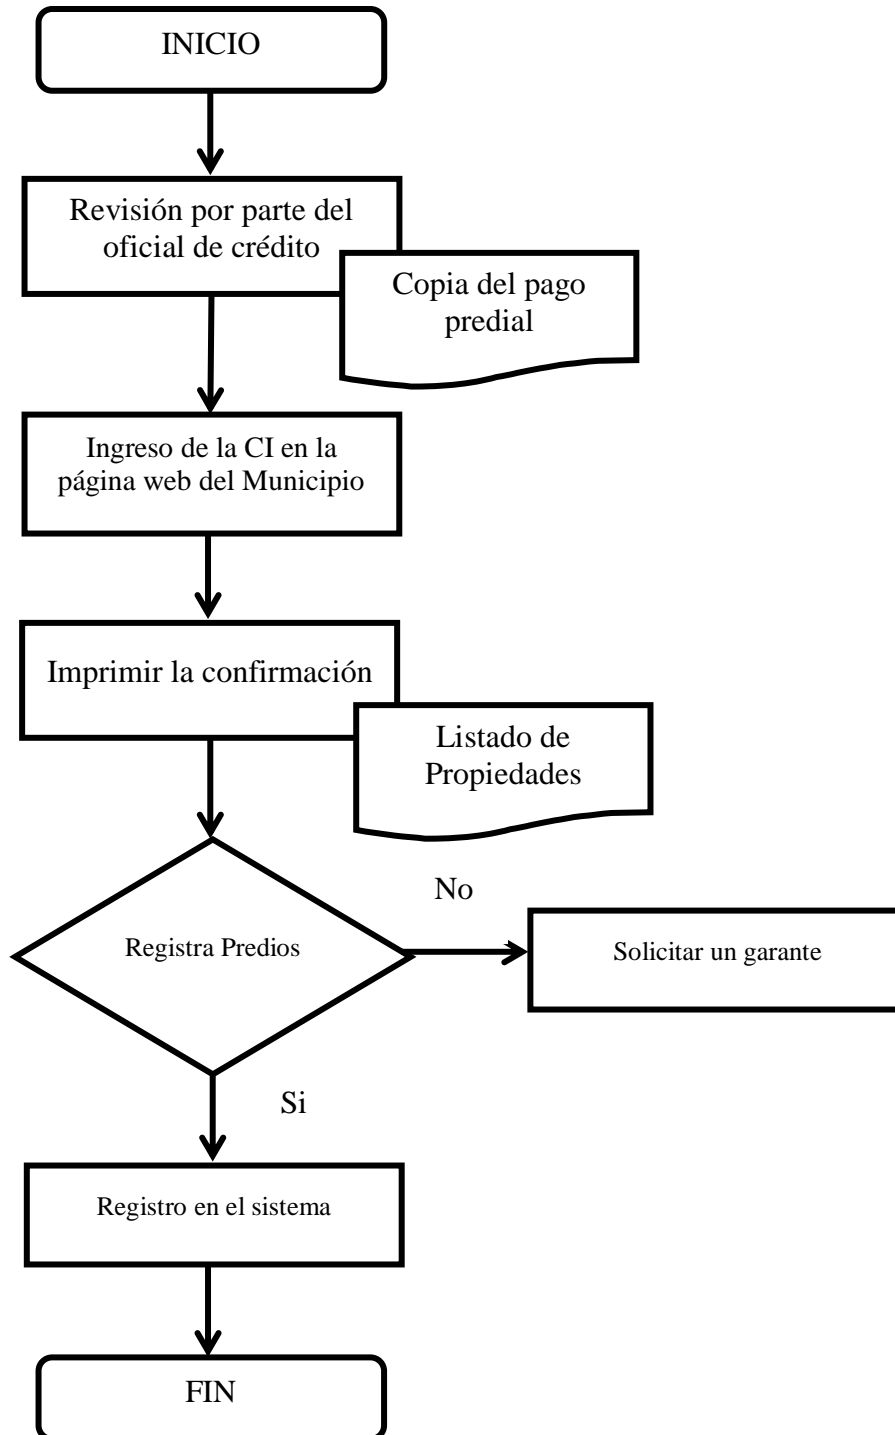 INICIO
Revisión por parte del
oficial de crédito
Copia del pago
predial
Ingreso de la CI en la
página web del Municipio
Imprimir la confirmación
Listado de
Propiedades
No
Registra Predios
Solicitar un garante
Si
Registro en el sistema
FIN